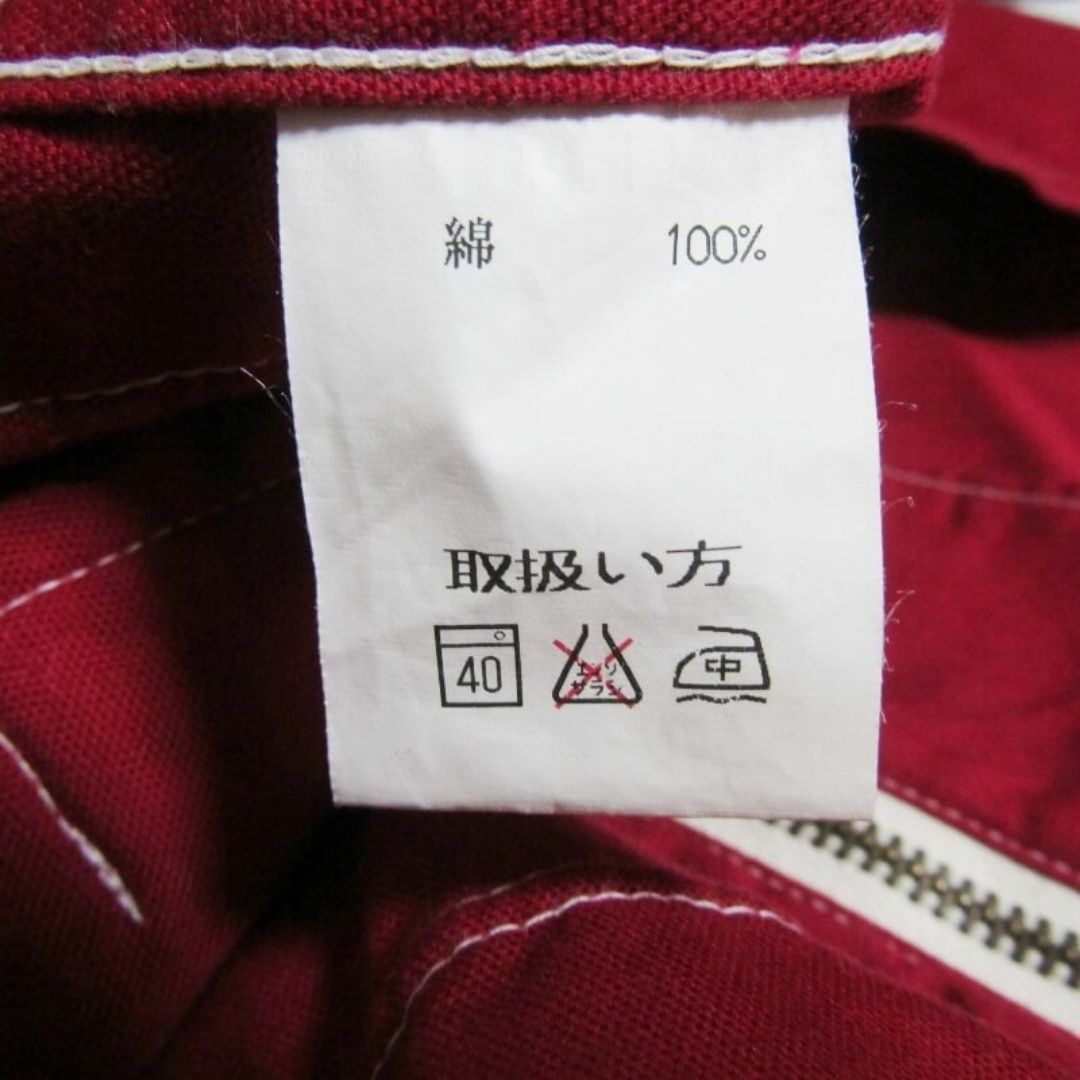 綿 100%
取扱い方
40 エンソ 中
サラシ